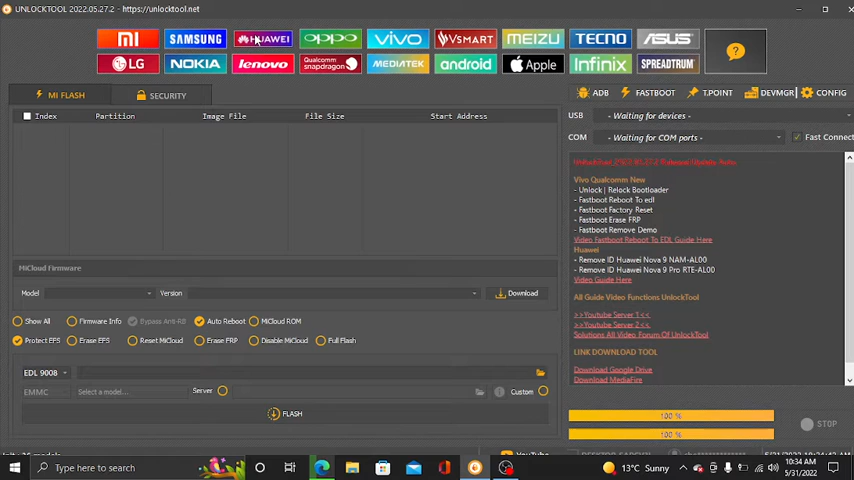 UNLOCKTOOL 2022.05.27.2 - https://unlocktool.net
mi SAMSUNG HUAWEI oppo vivo VSMART MEIZU TECNO ASUS
LG NOKIA lenovo Qualcomm snapdragon MEDIATEK android Apple Infinix SPREADTRUM ?
MI FLASH SECURITY
ADB FASTBOOT T.POINT DEVMGR CONFIG
Index Partition Image File File Size Start Address
USB - Waiting for devices -
COM - Waiting for COM ports - Fast Connect
UnlockTool_2022.05.27.2 Released Update Auto
Vivo Qualcomm New
- Unlock | Relock Bootloader
- Fastboot Reboot To edl
- Fastboot Factory Reset
- Fastboot Erase FRP
- Fastboot Remove Demo
Video Fastboot Reboot To EDL Guide Here
Huawei
- Remove ID Huawei Nova 9 NAM-AL00
- Remove ID Huawei Nova 9 Pro RTE-AL00
Video Guide Here
All Guide Video Functions UnlockTool
>>Youtube Server 1<<
>>Youtube Server 2<<
Solutions All Video Forum Of UnlockTool
LINK DOWNLOAD TOOL
Download Google Drive
Download MediaFire
MiCloud Firmware
Model Version Download
Show All Firmware Info Bypass Anti-RB Auto Reboot MiCloud ROM
Protect EFS Erase EFS Reset MiCloud Erase FRP Disable MiCloud Full Flash
EDL 9008
EMMC Select a model... Server Custom
FLASH
100 %
100 %
STOP
YouTube
Type here to search
13°C Sunny
10:34 AM
5/31/2022